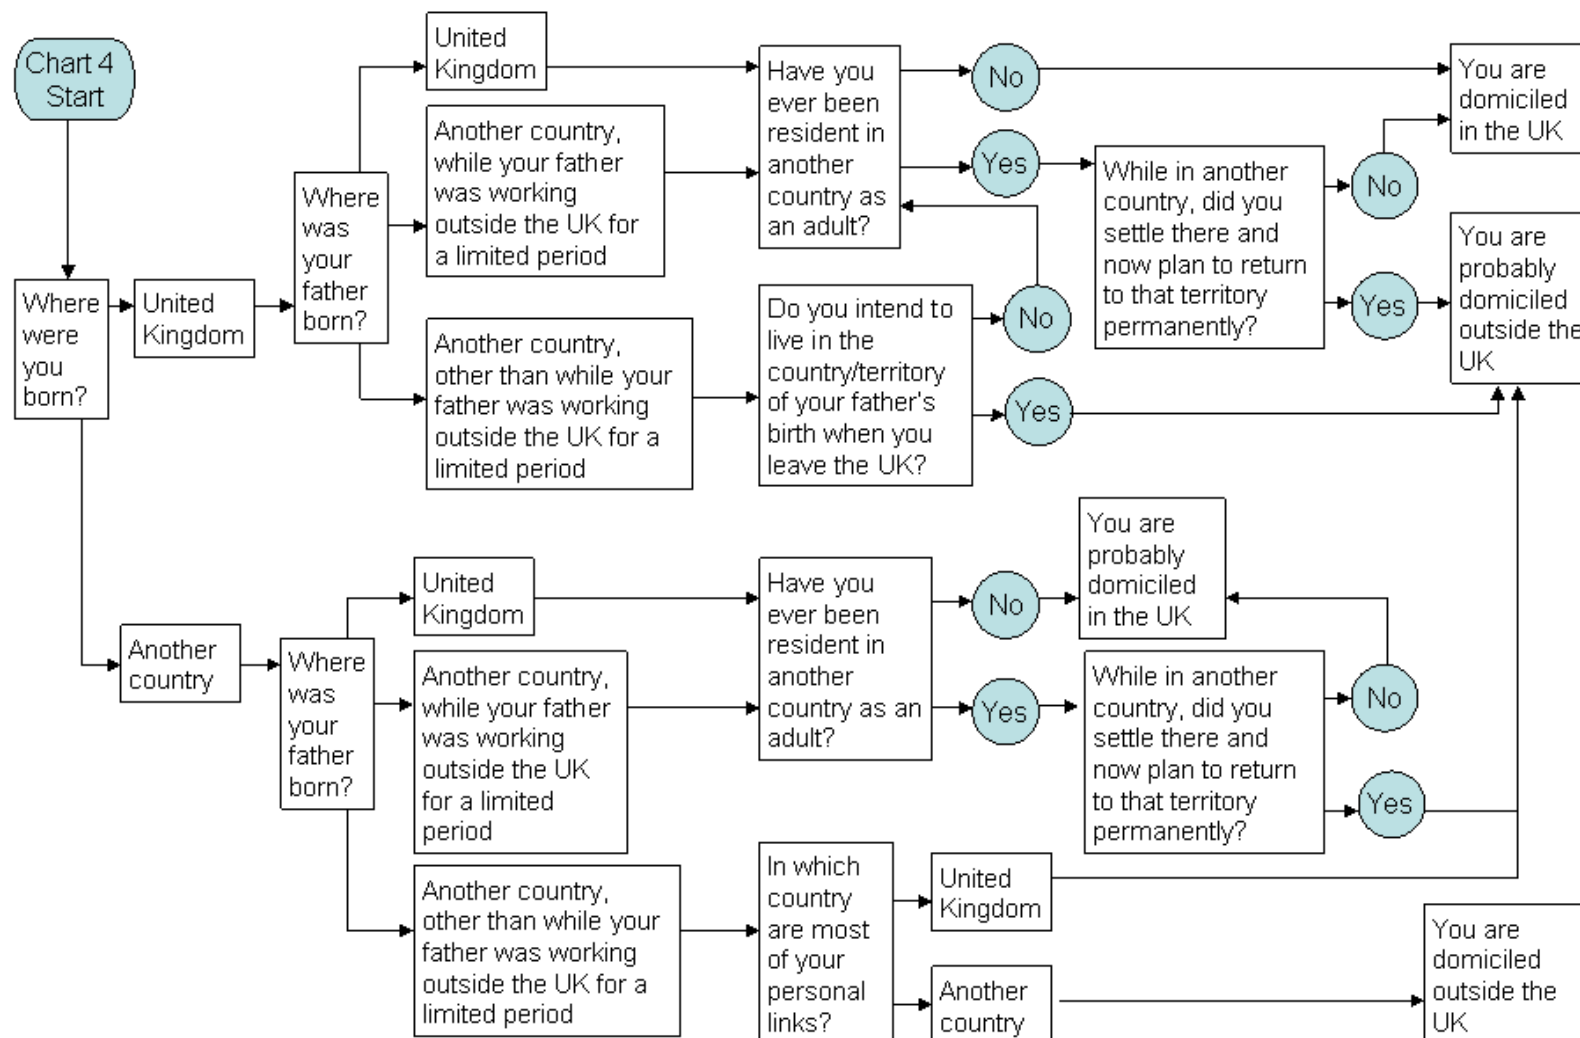 Chart 4
Start
Where
were
you
born?
United
Kingdom
Where
was
your
father
born?
United
Kingdom
Another country,
while your father
was working
outside the UK for
a limited period
Another country,
other than while your
father was working
outside the UK for a
limited period
Have you
ever been
resident in
another
country as
an adult?
No
Yes
Do you intend to
live in the
country/territory
of your father's
birth when you
leave the UK?
No
Yes
While in another
country, did you
settle there and
now plan to return
to that territory
permanently?
No
Yes
You are
domiciled
in the UK
You are
probably
domiciled
outside the
UK
Another
country
Where
was
your
father
born?
United
Kingdom
Another country,
while your father
was working
outside the UK
for a limited
period
Another country,
other than while your
father was working
outside the UK for a
limited period
Have you
ever been
resident in
another
country as an
adult?
No
Yes
You are
probably
domiciled
in the UK
While in another
country, did you
settle there and
now plan to return
to that territory
permanently?
No
Yes
In which
country
are most
of your
personal
links?
United
Kingdom
Another
country
You are
domiciled
outside the
UK